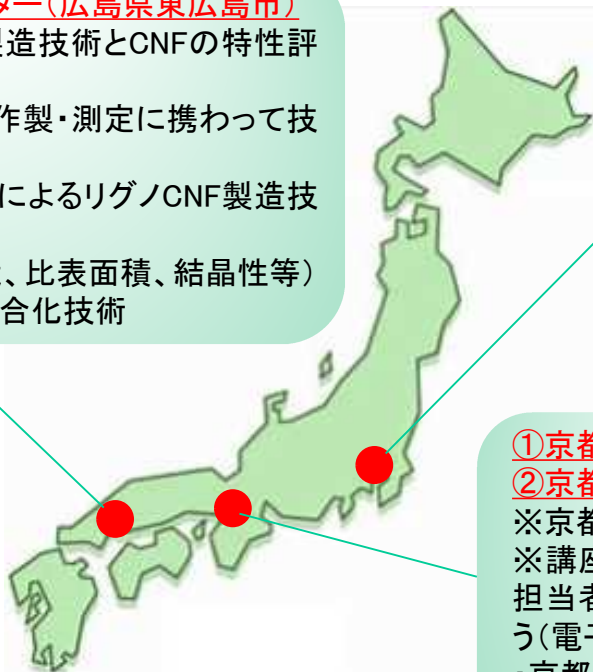 ター(広島県東広島市)
製造技術とCNFの特性評
作製・測定に携わって技
によるリグノCNF製造技
、比表面積、結晶性等)
合化技術
①京都
②京都
※京都
※講座
担当者
う(電子